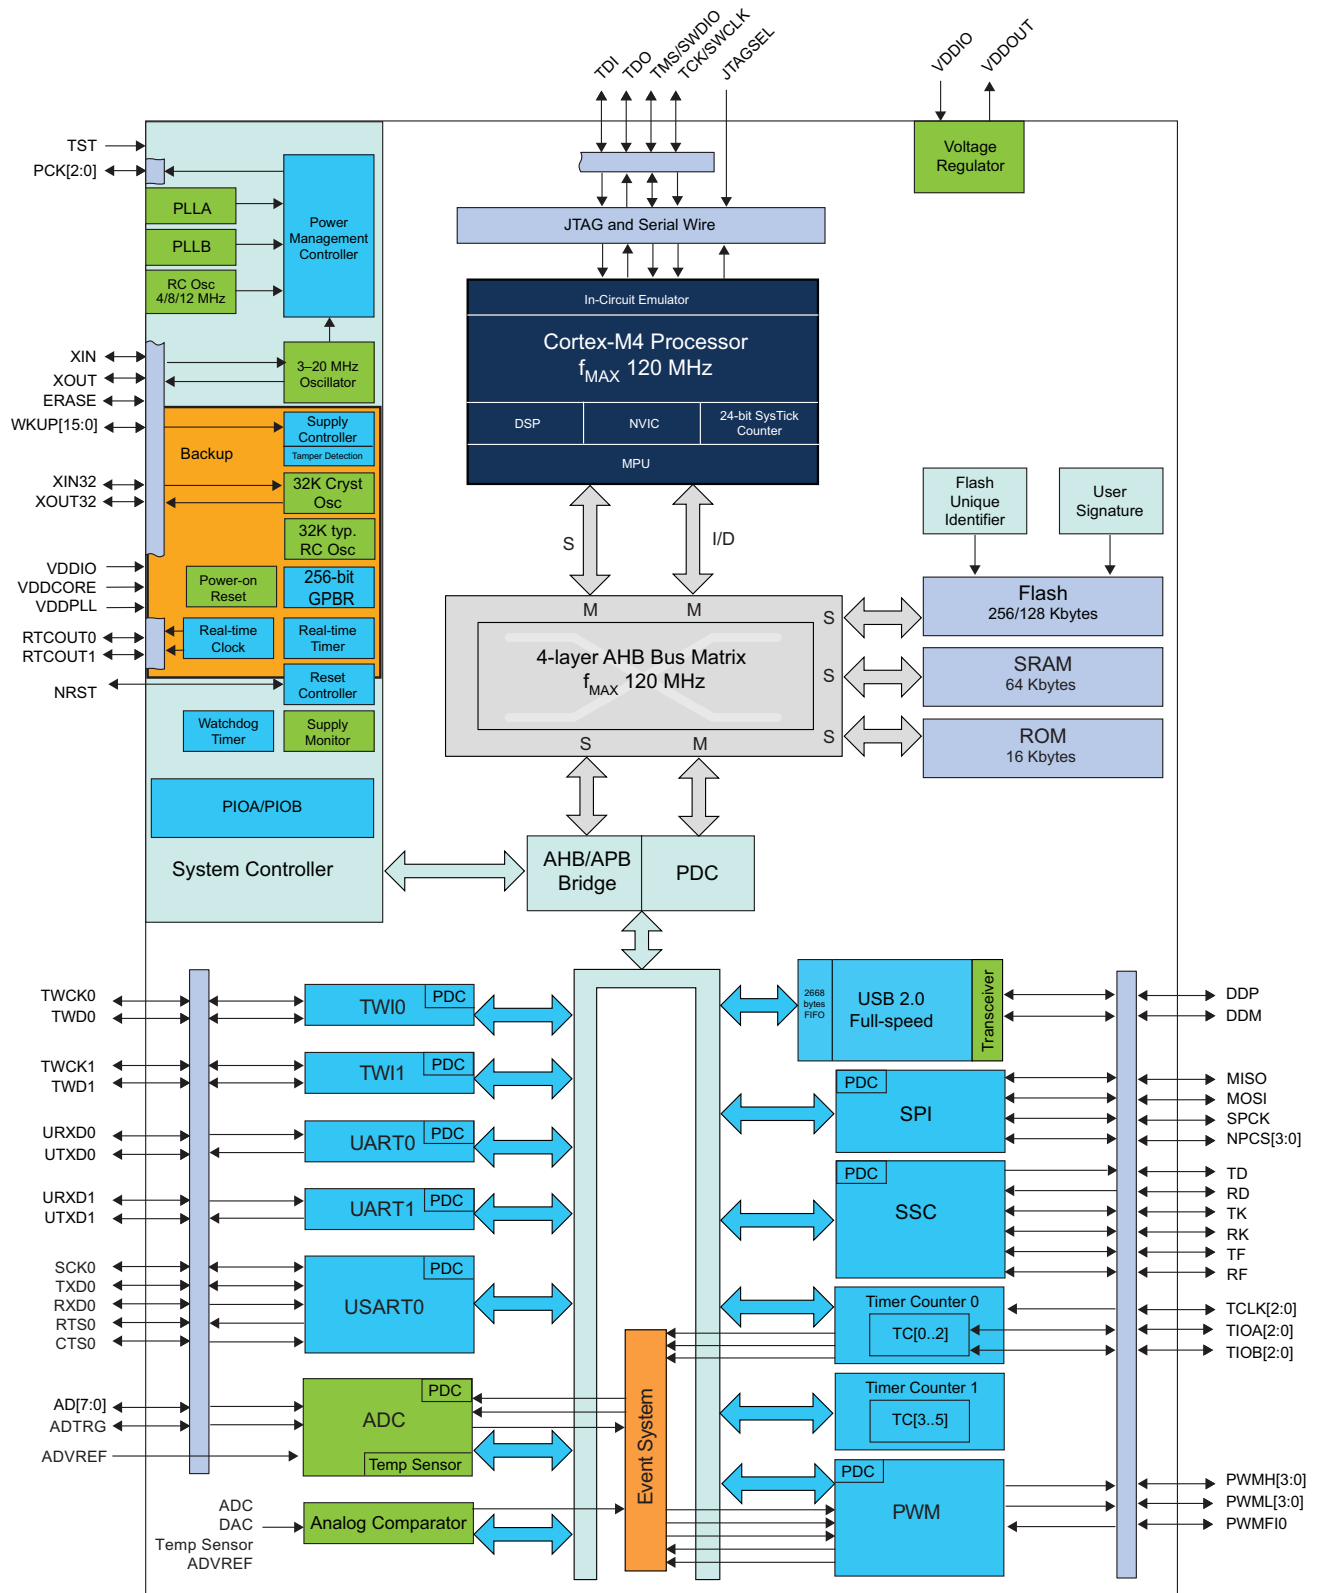 TDI
TDO
TMS/SWDIO
TCK/SWCLK
JTAGSEL
VDDIO
VDDOUT
TST
PCK[2:0]
PLLA
PLLB
RC Osc
4/8/12 MHz
Power
Management
Controller
Voltage
Regulator
JTAG and Serial Wire
In-Circuit Emulator
Cortex-M4 Processor
fMAX 120 MHz
DSP
NVIC
24-bit SysTick
Counter
MPU
XIN
XOUT
ERASE
WKUP[15:0]
3–20 MHz
Oscillator
Backup
Supply
Controller
Tamper Detection
XIN32
XOUT32
32K Cryst
Osc
32K typ.
RC Osc
VDDIO
VDDCORE
VDDPLL
Power-on
Reset
256-bit
GPBR
RTCOUT0
RTCOUT1
Real-time
Clock
Real-time
Timer
NRST
Reset
Controller
Watchdog
Timer
Supply
Monitor
PIOA/PIOB
System Controller
S
I/D
Flash
Unique
Identifier
User
Signature
M
M
S
Flash
256/128 Kbytes
4-layer AHB Bus Matrix
fMAX 120 MHz
S
SRAM
64 Kbytes
S
ROM
16 Kbytes
S
M
AHB/APB
Bridge
PDC
TWCK0
TWD0
TWI0
PDC
TWCK1
TWD1
TWI1
PDC
URXD0
UTXD0
UART0
PDC
URXD1
UTXD1
UART1
PDC
SCK0
TXD0
RXD0
RTS0
CTS0
USART0
PDC
AD[7:0]
ADTRG
ADVREF
ADC
PDC
Temp Sensor
ADC
DAC
Temp Sensor
ADVREF
Analog Comparator
Event System
2668
bytes
FIFO
USB 2.0
Full-speed
Transceiver
DDP
DDM
PDC
SPI
MISO
MOSI
SPCK
NPCS[3:0]
PDC
SSC
TD
RD
TK
RK
TF
RF
Timer Counter 0
TC[0..2]
TCLK[2:0]
TIOA[2:0]
TIOB[2:0]
Timer Counter 1
TC[3..5]
PDC
PWM
PWMH[3:0]
PWML[3:0]
PWMFI0